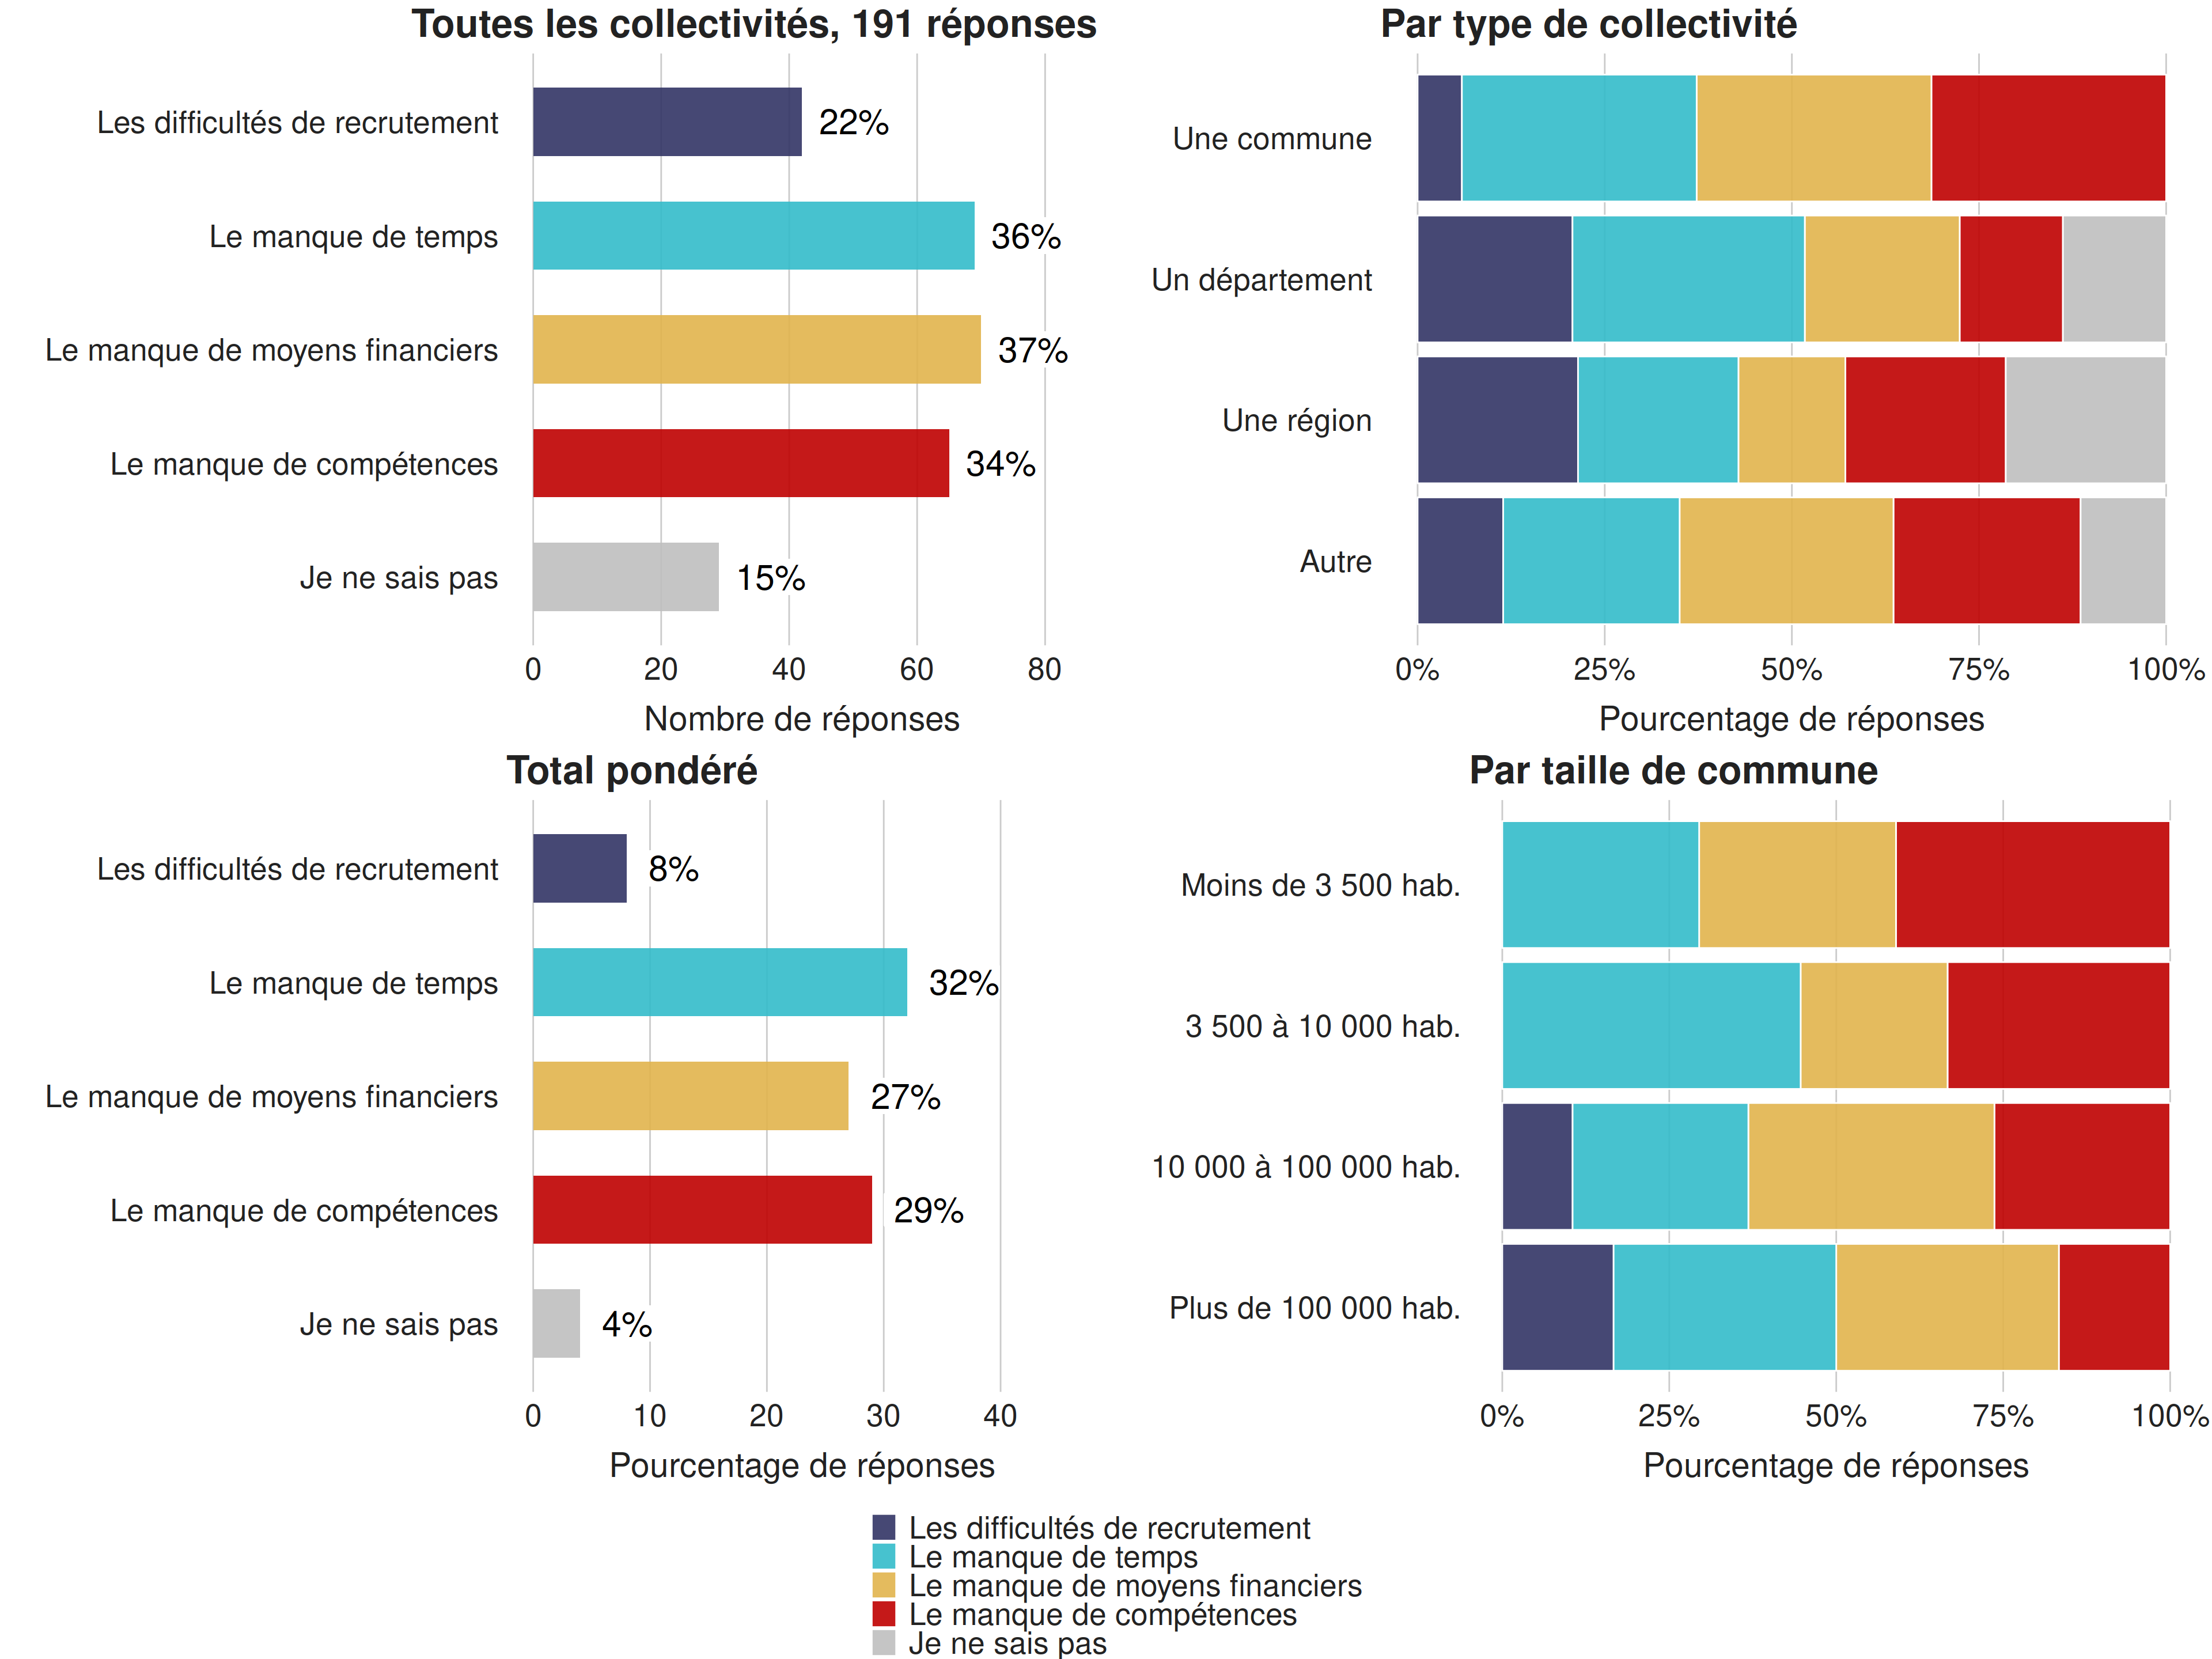 Toutes les collectivités, 191 réponses
Les difficultés de recrutement
22%
Le manque de temps
36%
Le manque de moyens financiers
37%
Le manque de compétences
34%
Je ne sais pas
15%
0 20 40 60 80
Nombre de réponses
Par type de collectivité
Une commune
Un département
Une région
Autre
0% 25% 50% 75% 100%
Pourcentage de réponses
Total pondéré
Les difficultés de recrutement
8%
Le manque de temps
32%
Le manque de moyens financiers
27%
Le manque de compétences
29%
Je ne sais pas
4%
0 10 20 30 40
Pourcentage de réponses
Par taille de commune
Moins de 3 500 hab.
3 500 à 10 000 hab.
10 000 à 100 000 hab.
Plus de 100 000 hab.
0% 25% 50% 75% 100%
Pourcentage de réponses
Les difficultés de recrutement
Le manque de temps
Le manque de moyens financiers
Le manque de compétences
Je ne sais pas